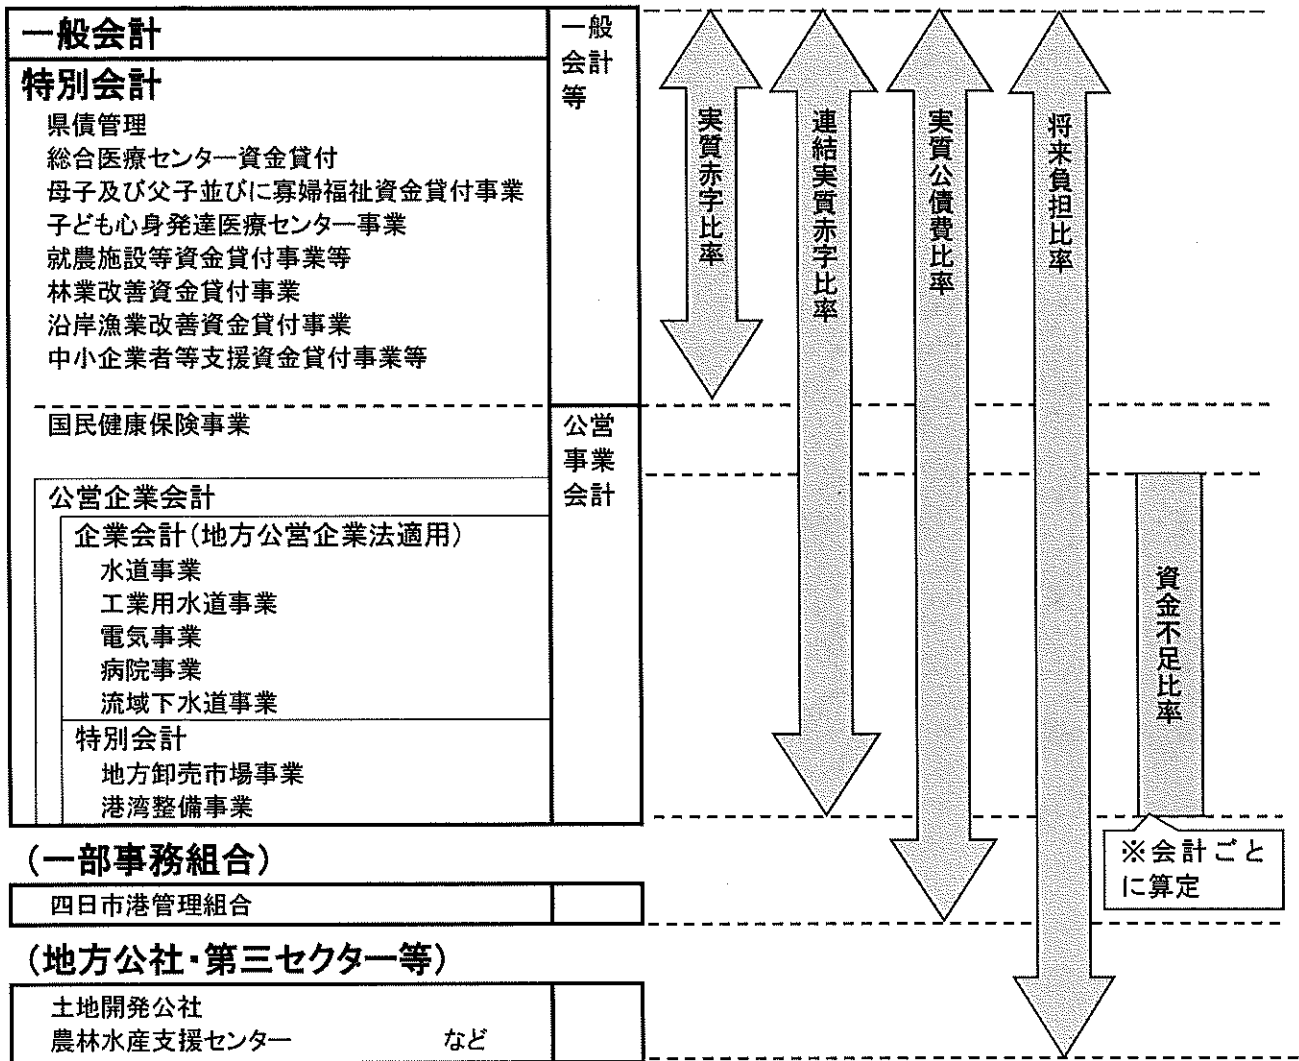 一般会計
一般
会計
等
特別会計
県債管理
総合医療センター資金貸付
母子及び父子並びに寡婦福祉資金貸付事業
子ども心身発達医療センター事業
就農施設等資金貸付事業等
林業改善資金貸付事業
沿岸漁業改善資金貸付事業
中小企業者等支援資金貸付事業等
国民健康保険事業
公営
事業
会計
公営企業会計
企業会計(地方公営企業法適用)
水道事業
工業用水道事業
電気事業
病院事業
流域下水道事業
特別会計
地方卸売市場事業
港湾整備事業
(一部事務組合)
四日市港管理組合
(地方公社・第三セクター等)
土地開発公社
農林水産支援センター など
実質赤字比率
連結実質赤字比率
実質公債費比率
将来負担比率
資金不足比率
※会計ごと
に算定